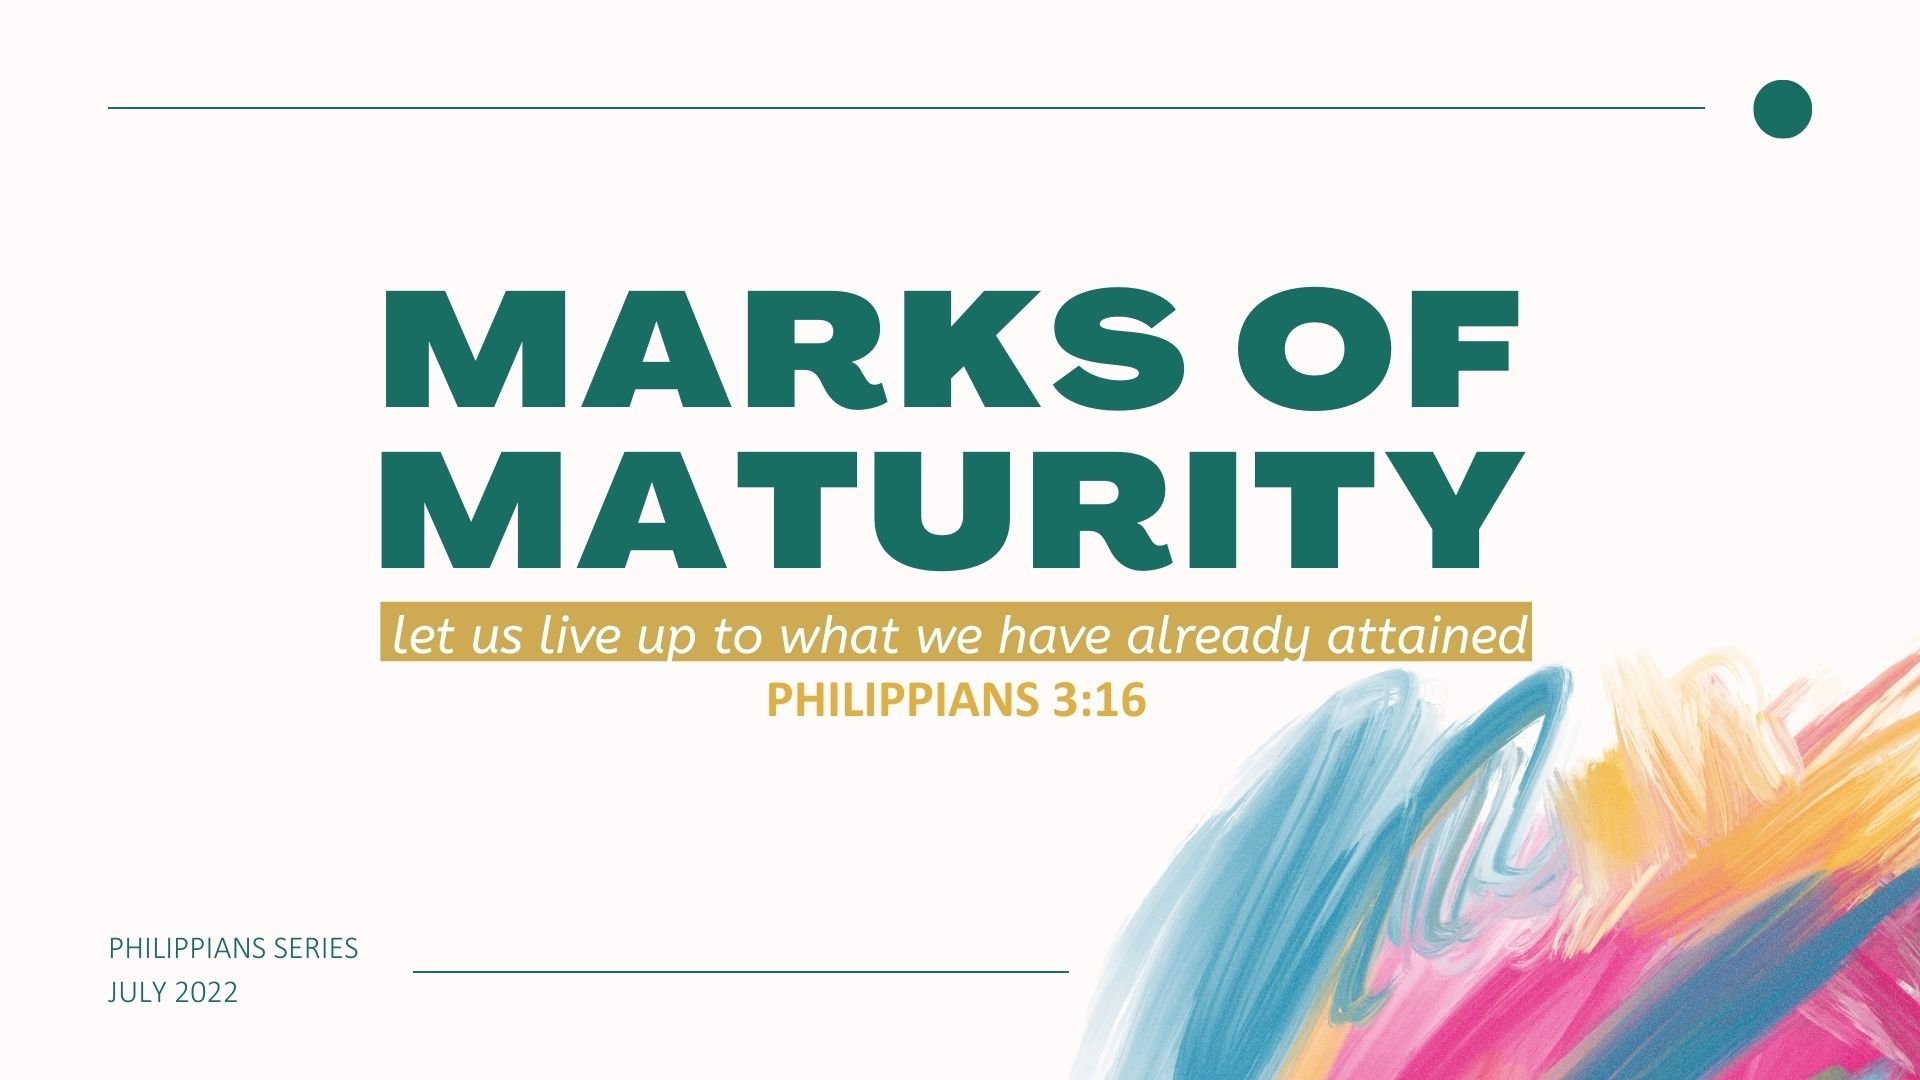 MARKS OF
MATURITY
let us live up to what we have already attained
PHILIPPIANS 3:16
PHILIPPIANS SERIES
JULY 2022